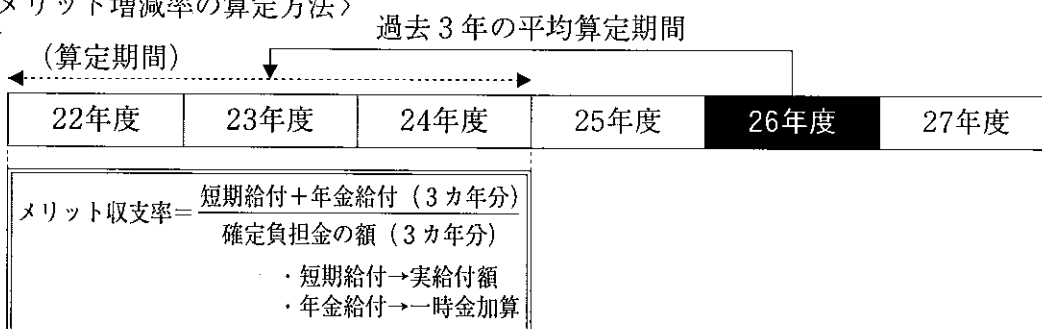 メリット増減率の算定方法〉
過去3年の平均算定期間
(算定期間)
22年度 23年度 24年度 25年度 26年度 27年度
メリット収支率=短期給付+年金給付(3カ年分)
確定負担金の額(3カ年分)
・短期給付→実給付額
・年金給付→一時金加算